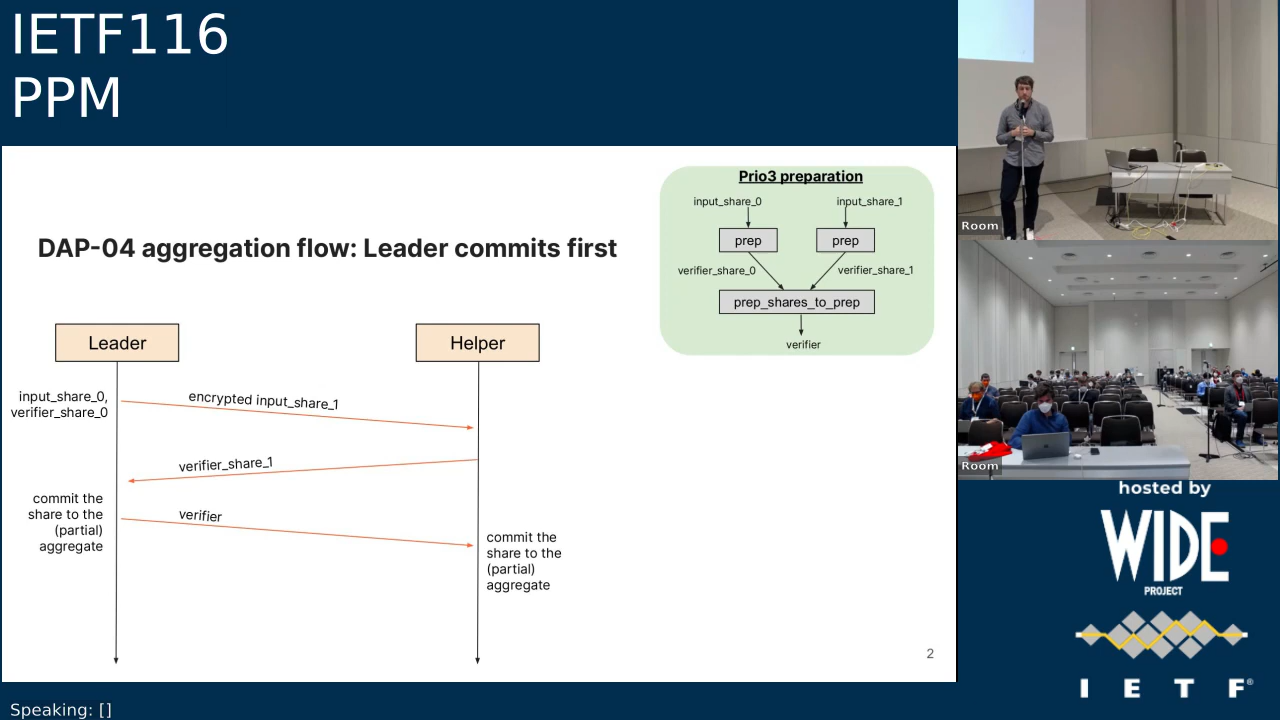 IETF116
PPM
Prio3 preparation
input_share_0
input_share_1
prep
prep
verifier_share_0
verifier_share_1
prep_shares_to_prep
verifier
DAP-04 aggregation flow: Leader commits first
Leader
Helper
input_share_0,
verifier_share_0
encrypted input_share_1
verifier_share_1
commit the
share to the
(partial)
aggregate
verifier
commit the
share to the
(partial)
aggregate
2
Room
Room
hosted by
WIDE
PROJECT
I E T F®
Speaking: []